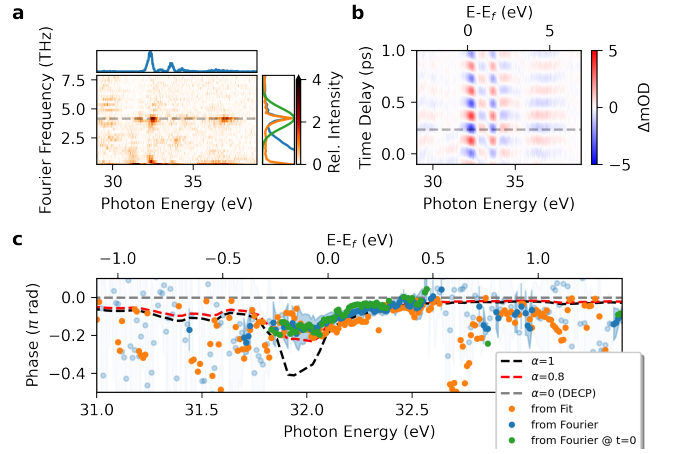 a
Fourier Frequency (THz)
7.5
5.0
2.5
30
35
Photon Energy (eV)
4
2
0
Rel. Intensity
b
E-E_f (eV)
0
5
Time Delay (ps)
1.0
0.5
0.0
30
35
Photon Energy (eV)
5
0
−5
ΔmOD
c
E-E_f (eV)
−1.0
−0.5
0.0
0.5
1.0
Phase (π rad)
0.0
−0.2
−0.4
31.0
31.5
32.0
32.5
Photon Energy (eV)
α=1
α=0.8
α=0 (DECP)
from Fit
from Fourier
from Fourier @ t=0